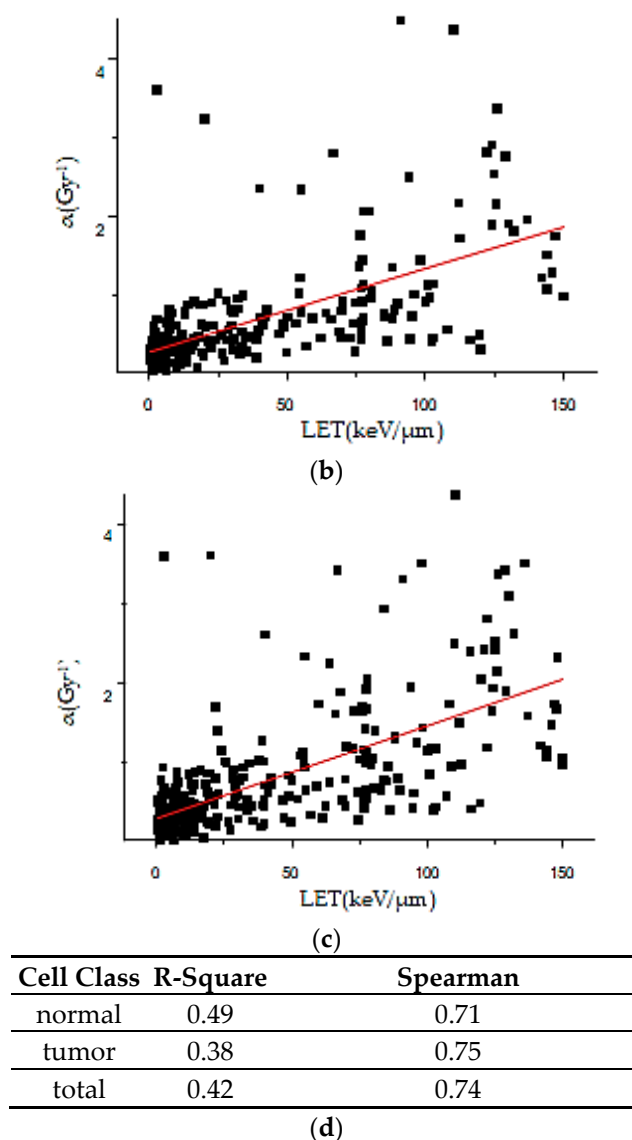 4
2
α(Gy-1)
0 50 100 150
LET(keV/μm)
(b)
4
2
α(Gy-1)
0 50 100 150
LET(keV/μm)
(c)
Cell Class R-Square Spearman
normal 0.49 0.71
tumor 0.38 0.75
total 0.42 0.74
(d)